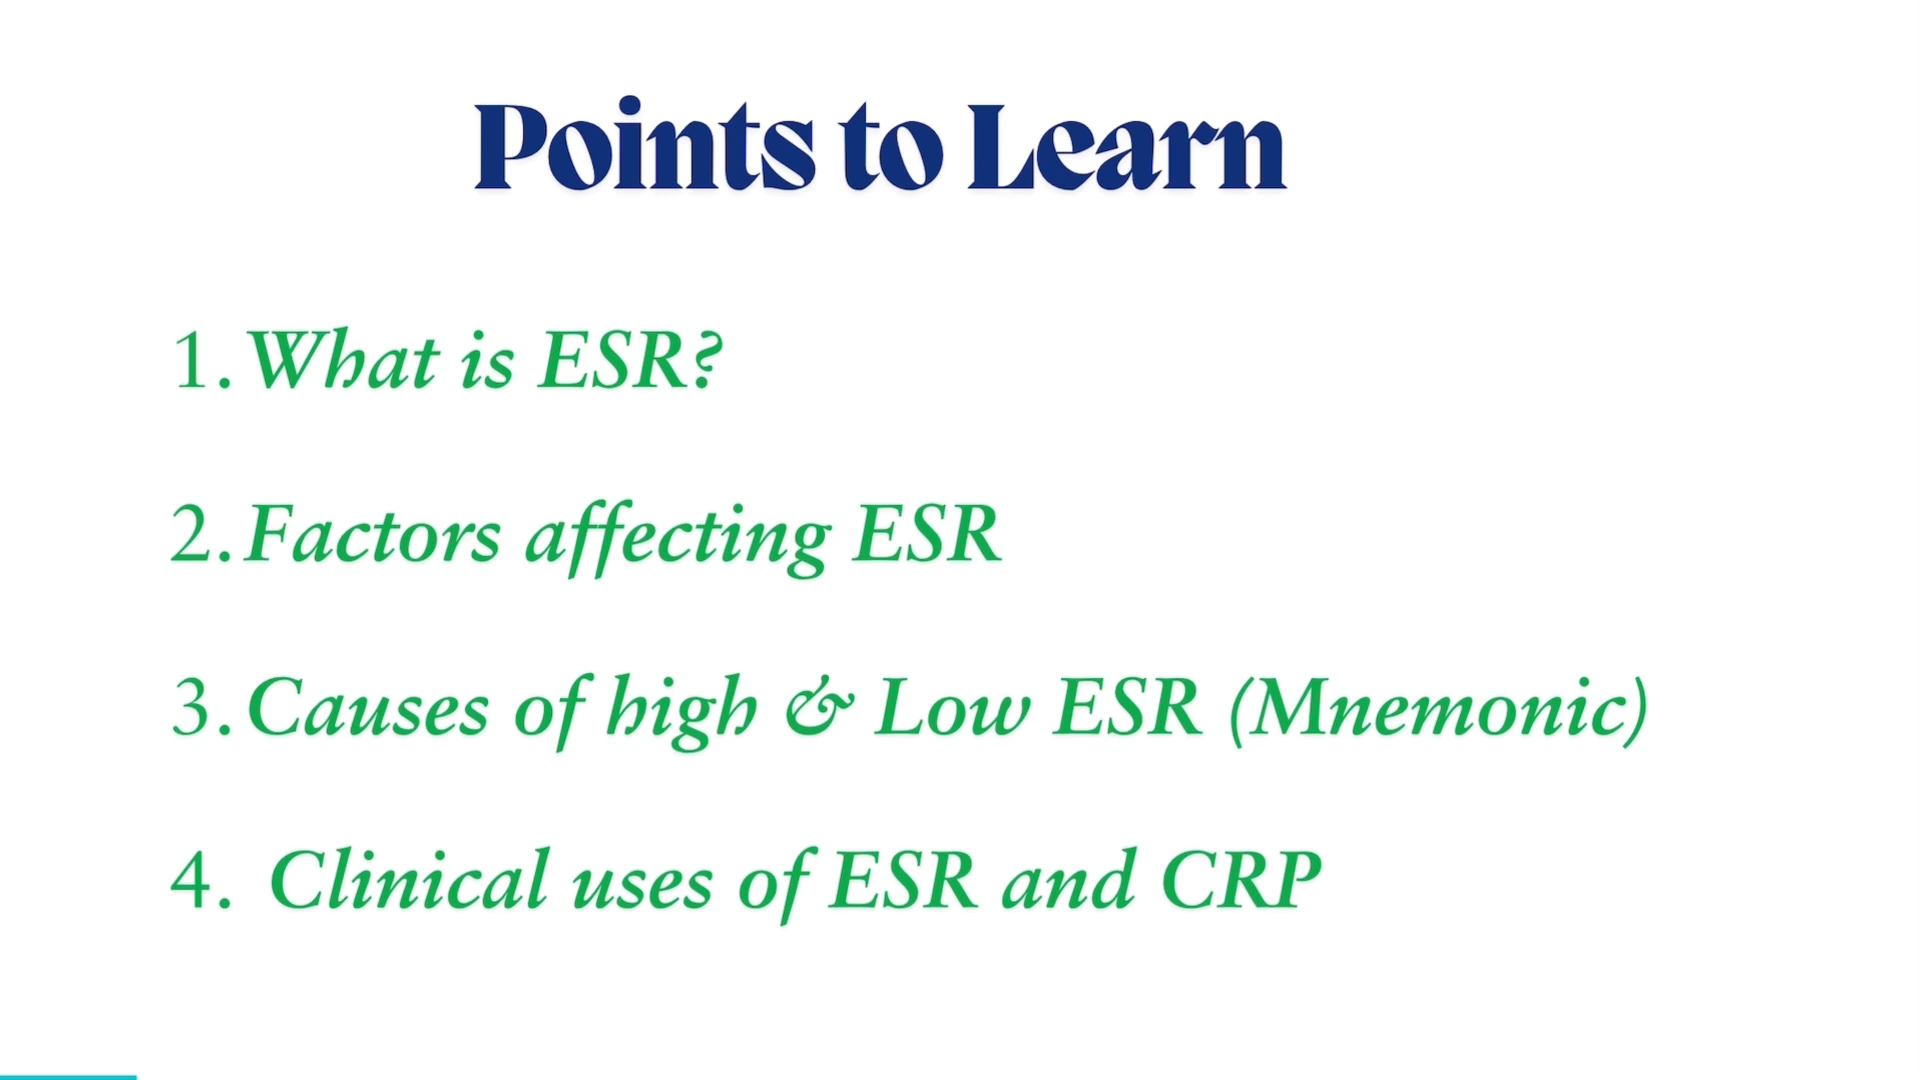 Points to Learn
1. What is ESR?
2. Factors affecting ESR
3. Causes of high & Low ESR (Mnemonic)
4. Clinical uses of ESR and CRP